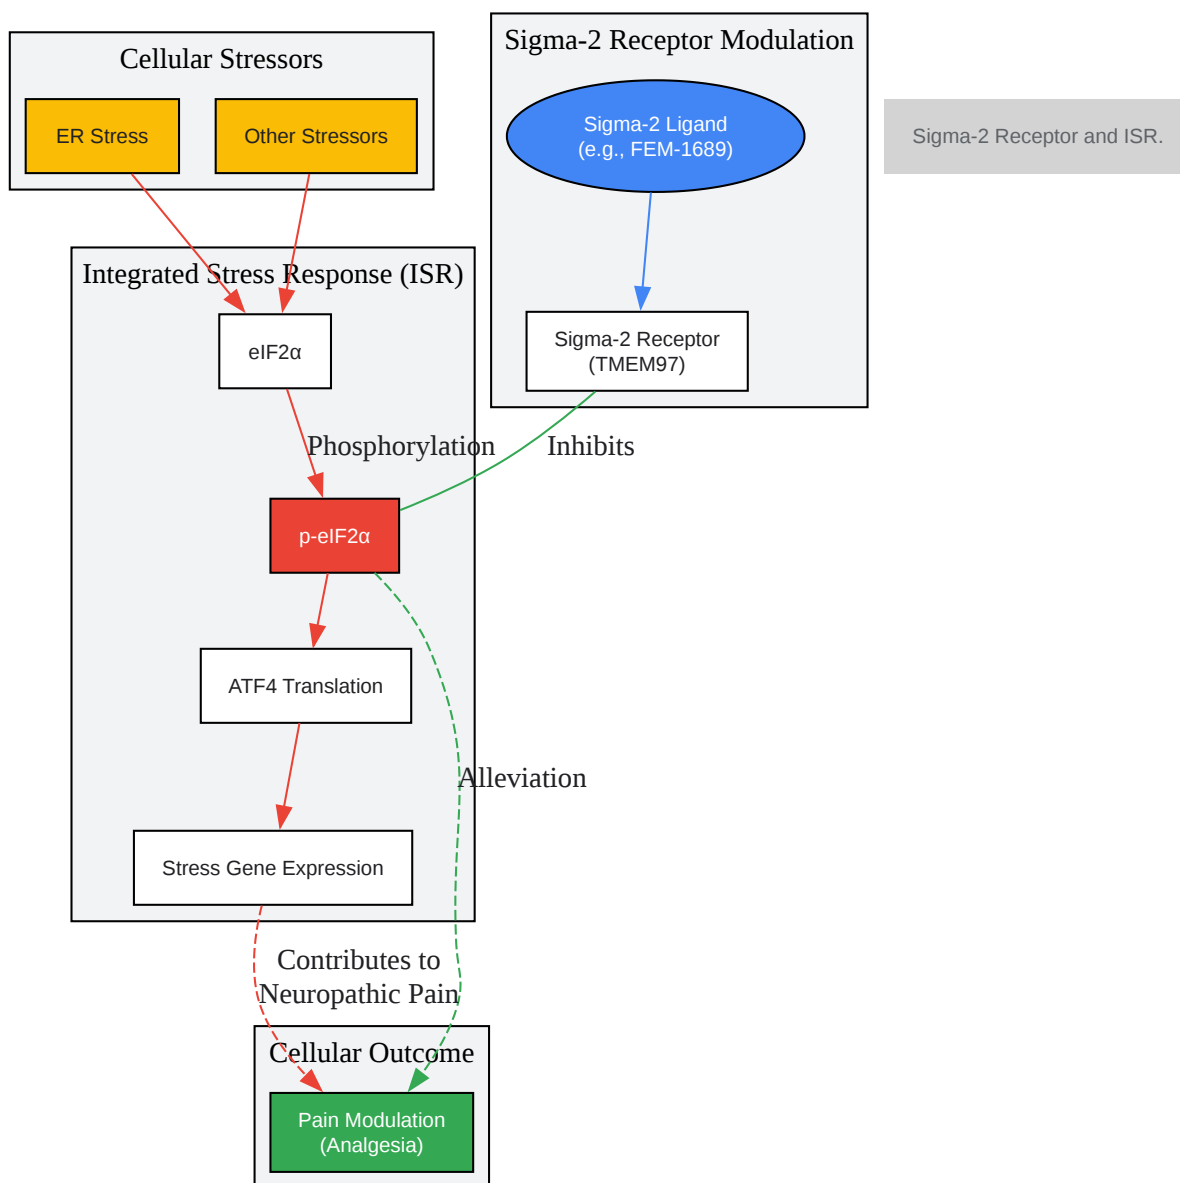 Cellular Stressors
ER Stress
Other Stressors
Sigma-2 Receptor Modulation
Sigma-2 Ligand
(e.g., FEM-1689)
Sigma-2 Receptor and ISR.
Integrated Stress Response (ISR)
eIF2α
Sigma-2 Receptor
(TMEM97)
Phosphorylation
Inhibits
p-eIF2α
ATF4 Translation
Alleviation
Stress Gene Expression
Contributes to
Neuropathic Pain
Cellular Outcome
Pain Modulation
(Analgesia)